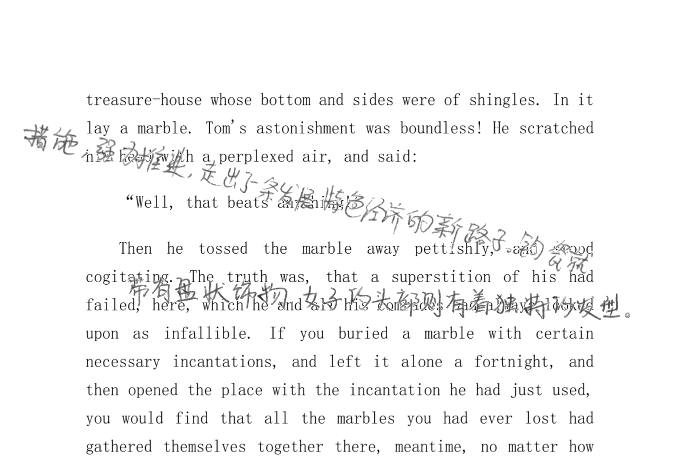 treasure-house whose bottom and sides were of shingles. In it
lay a marble. Tom's astonishment was boundless! He scratched
his head with a perplexed air, and said:
措施，强力推进，走出了一条发展特色经济的新路子。的瓷
“Well, that beats anything!”
Then he tossed the marble away pettishly, and stood
cogitating. The truth was, that a superstition of his had
带有盘状饰物，女子的头部则有着独特的发型。
failed, here, which he and all his comrades had always looked
upon as infallible. If you buried a marble with certain
necessary incantations, and left it alone a fortnight, and
then opened the place with the incantation he had just used,
you would find that all the marbles you had ever lost had
gathered themselves together there, meantime, no matter how